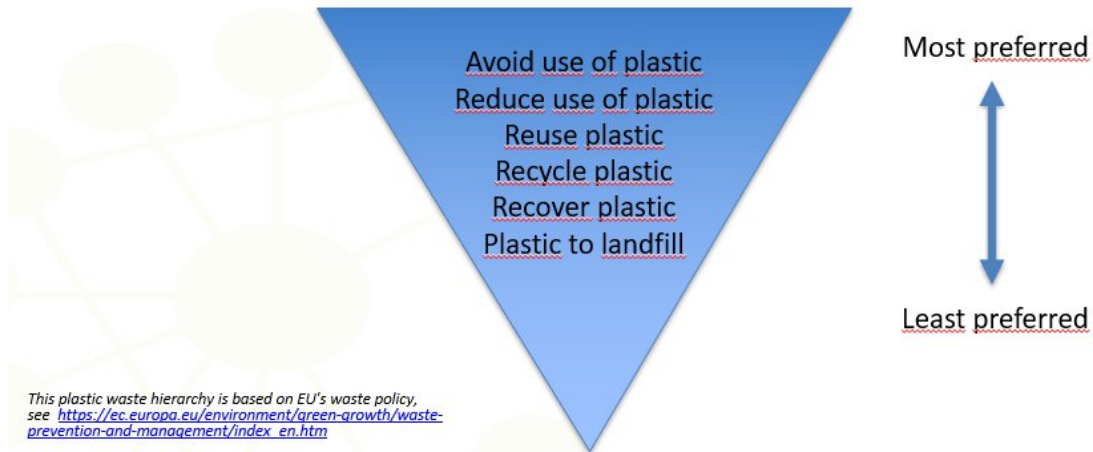 Avoid use of plastic
Reduce use of plastic
Reuse plastic
Recycle plastic
Recover plastic
Plastic to landfill
Most preferred
Least preferred
This plastic waste hierarchy is based on EU's waste policy,
see https://ec.europa.eu/environment/green-growth/waste-
prevention-and-management/index_en.htm